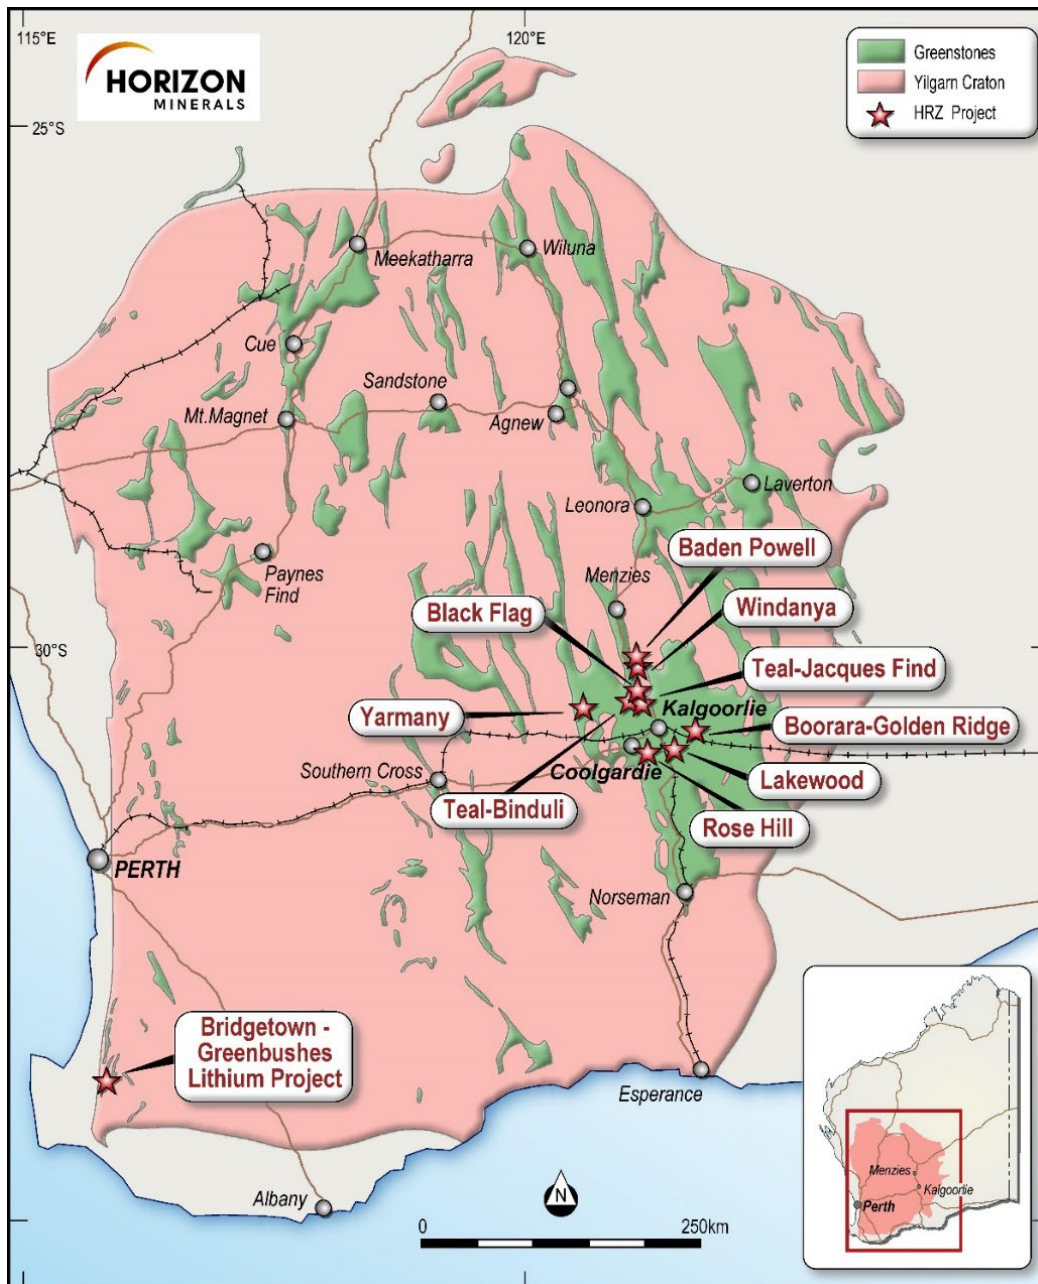 115°E
120°E
HORIZON
MINERALS
Greenstones
Yilgarn Craton
HRZ Project
25°S
Meekatharra
Wiluna
Cue
Sandstone
Mt.Magnet
Agnew
Laverton
Leonora
Baden Powell
Paynes
Find
Menzies
Black Flag
Windanya
30°S
Teal-Jacques Find
Yarmany
Kalgoorlie
Boorara-Golden Ridge
Southern Cross
Coolgardie
Lakewood
Teal-Binduli
Rose Hill
PERTH
Norseman
Bridgetown -
Greenbushes
Lithium Project
Esperance
Albany
N
0
250km
Menzies
Kalgoorlie
Perth